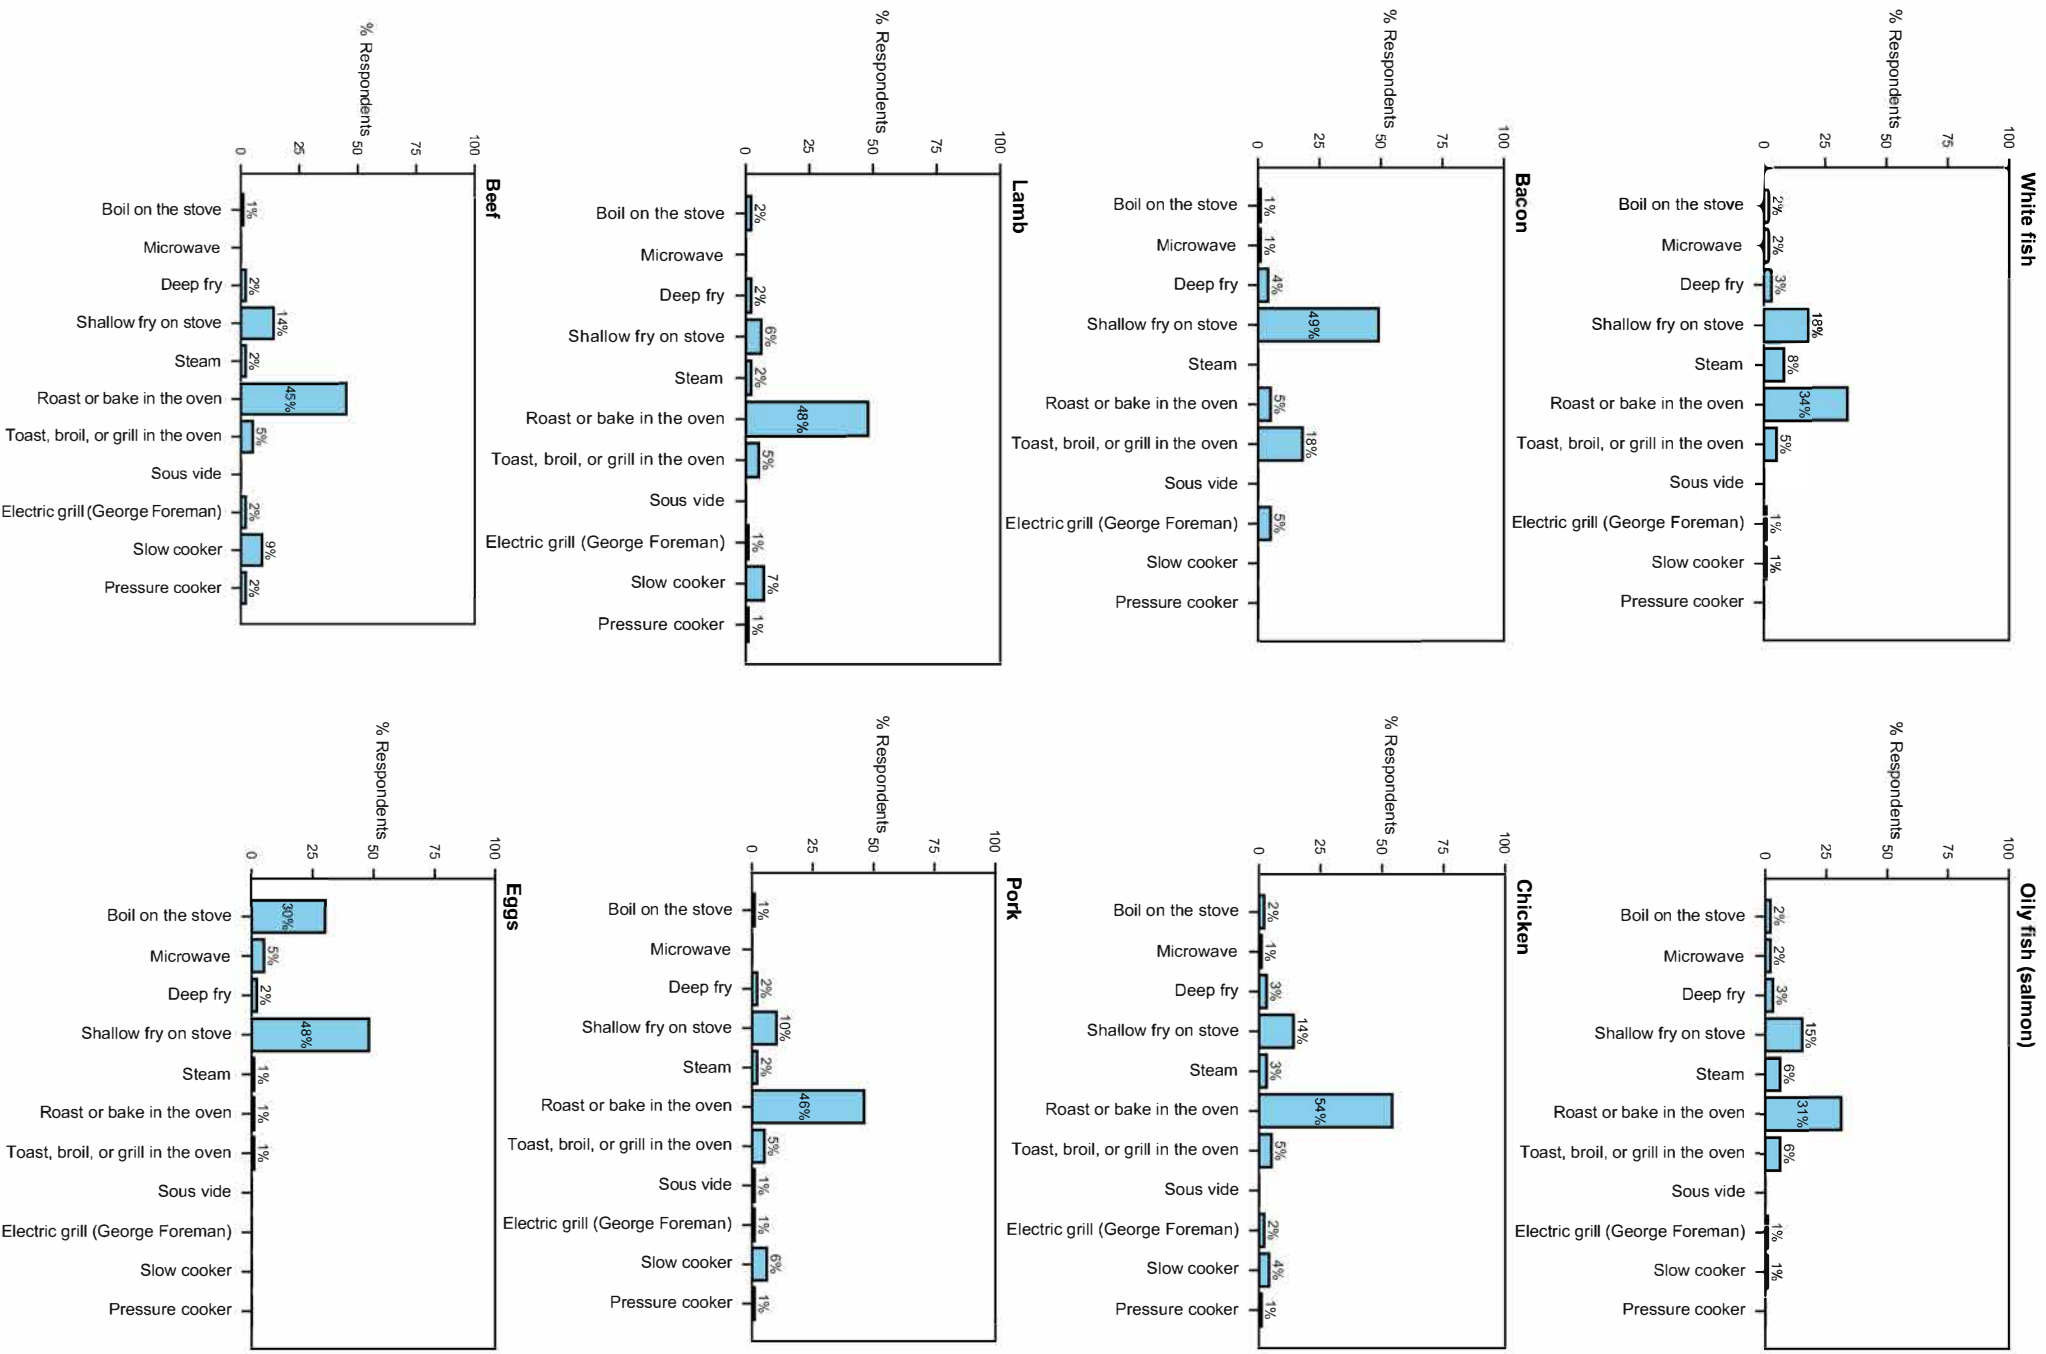 White fish
% Respondents
100
75
50
25
0
2%
2%
3%
18%
8%
34%
5%
1%
1%
Boil on the stove
Microwave
Deep fry
Shallow fry on stove
Steam
Roast or bake in the oven
Toast, broil, or grill in the oven
Sous vide
Electric grill (George Foreman)
Slow cooker
Pressure cooker
Oily fish (salmon)
% Respondents
100
75
50
25
0
2%
2%
3%
15%
6%
31%
6%
1%
1%
Boil on the stove
Microwave
Deep fry
Shallow fry on stove
Steam
Roast or bake in the oven
Toast, broil, or grill in the oven
Sous vide
Electric grill (George Foreman)
Slow cooker
Pressure cooker
Bacon
% Respondents
100
75
50
25
0
1%
1%
4%
49%
5%
18%
5%
Boil on the stove
Microwave
Deep fry
Shallow fry on stove
Steam
Roast or bake in the oven
Toast, broil, or grill in the oven
Sous vide
Electric grill (George Foreman)
Slow cooker
Pressure cooker
Chicken
% Respondents
100
75
50
25
0
2%
1%
3%
14%
3%
54%
5%
2%
4%
1%
Boil on the stove
Microwave
Deep fry
Shallow fry on stove
Steam
Roast or bake in the oven
Toast, broil, or grill in the oven
Sous vide
Electric grill (George Foreman)
Slow cooker
Pressure cooker
Lamb
% Respondents
100
75
50
25
0
2%
2%
6%
2%
48%
5%
1%
7%
1%
Boil on the stove
Microwave
Deep fry
Shallow fry on stove
Steam
Roast or bake in the oven
Toast, broil, or grill in the oven
Sous vide
Electric grill (George Foreman)
Slow cooker
Pressure cooker
Pork
% Respondents
100
75
50
25
0
1%
2%
10%
2%
46%
5%
1%
1%
6%
1%
Boil on the stove
Microwave
Deep fry
Shallow fry on stove
Steam
Roast or bake in the oven
Toast, broil, or grill in the oven
Sous vide
Electric grill (George Foreman)
Slow cooker
Pressure cooker
Beef
% Respondents
100
75
50
25
0
1%
2%
14%
2%
45%
5%
2%
9%
2%
Boil on the stove
Microwave
Deep fry
Shallow fry on stove
Steam
Roast or bake in the oven
Toast, broil, or grill in the oven
Sous vide
Electric grill (George Foreman)
Slow cooker
Pressure cooker
Eggs
% Respondents
100
75
50
25
0
30%
5%
2%
48%
1%
1%
1%
Boil on the stove
Microwave
Deep fry
Shallow fry on stove
Steam
Roast or bake in the oven
Toast, broil, or grill in the oven
Sous vide
Electric grill (George Foreman)
Slow cooker
Pressure cooker